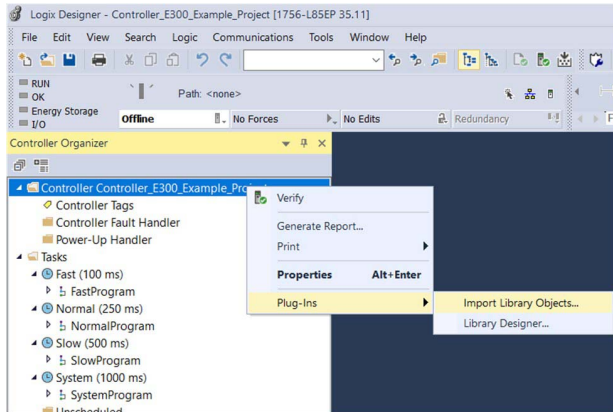 Logix Designer - Controller_E300_Example_Project [1756-L85EP 35.11]
File Edit View Search Logic Communications Tools Window Help
RUN
OK
Energy Storage
I/O
Path: <none>
Offline No Forces No Edits Redundancy
Controller Organizer
Controller Controller_E300_Example_Project
Controller Tags
Controller Fault Handler
Power-Up Handler
Tasks
Fast (100 ms)
FastProgram
Normal (250 ms)
NormalProgram
Slow (500 ms)
SlowProgram
System (1000 ms)
SystemProgram
Unscheduled
Verify
Generate Report...
Print
Properties Alt+Enter
Plug-Ins
Import Library Objects...
Library Designer...